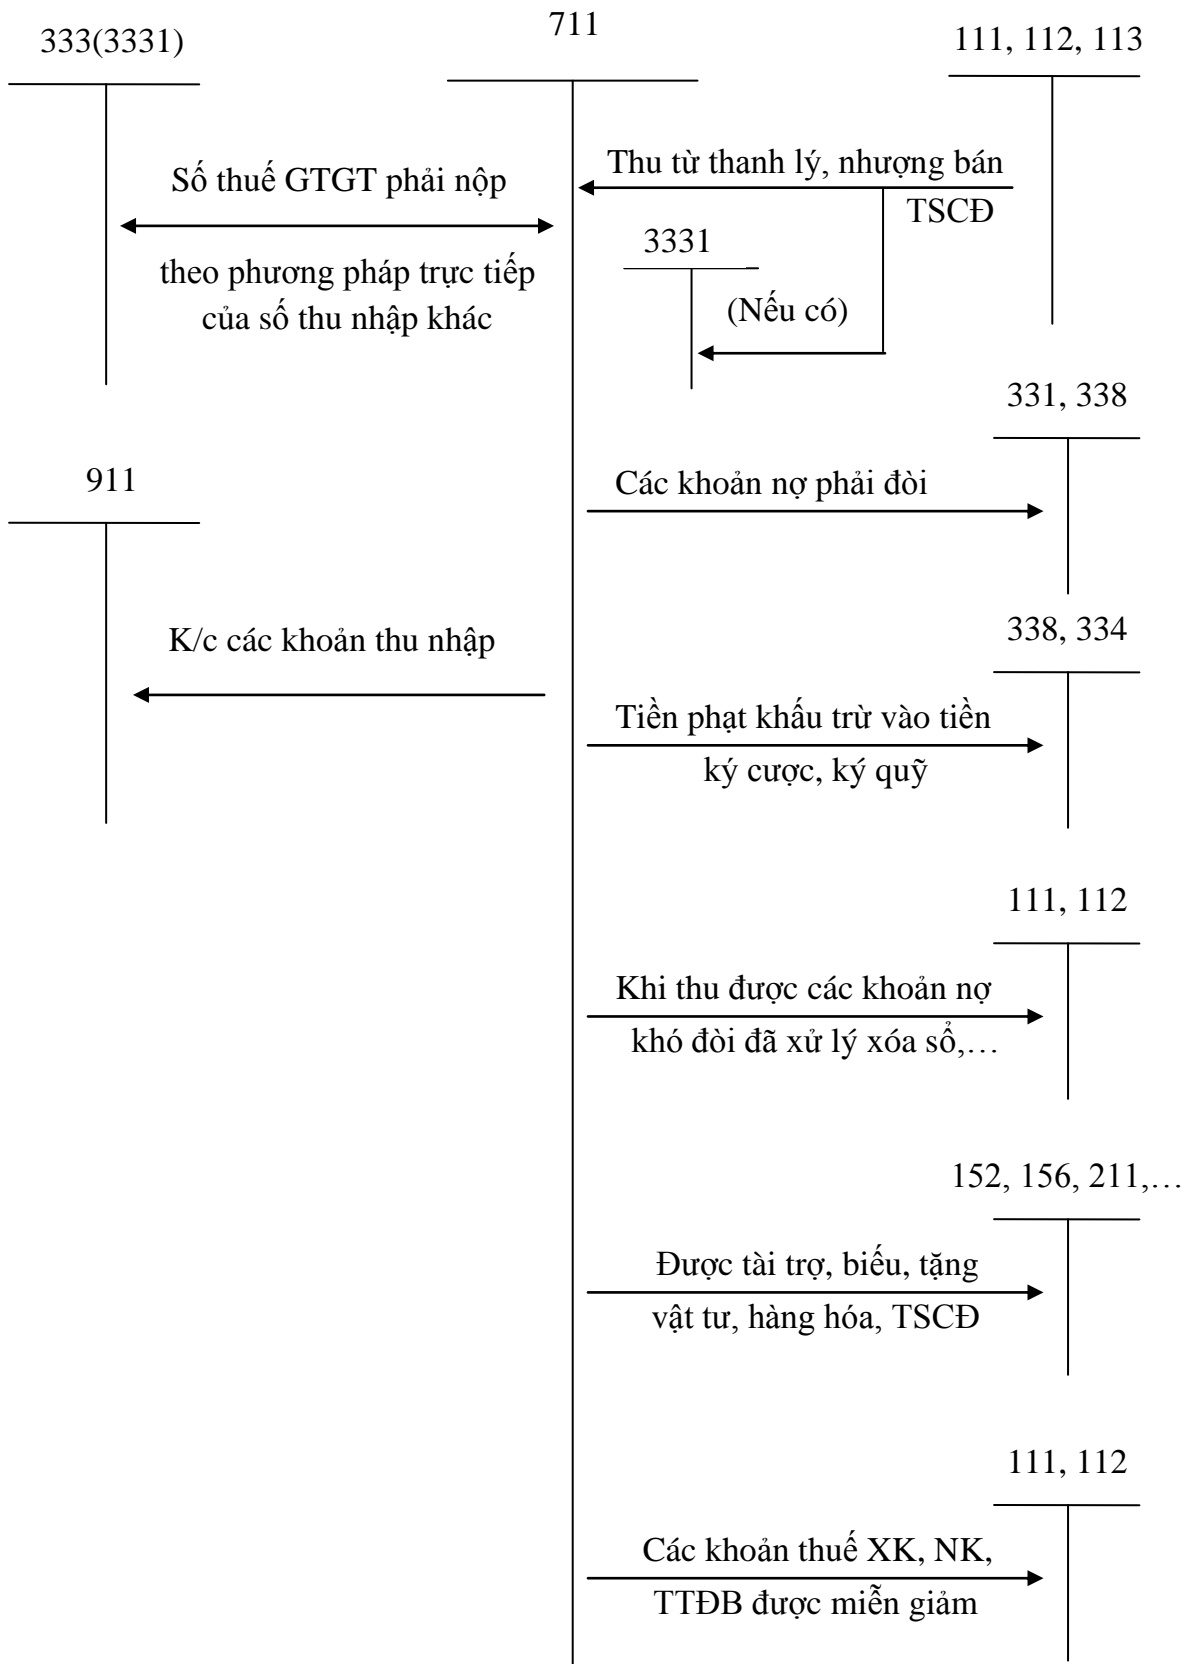 333(3331)
711
111, 112, 113
Số thuế GTGT phải nộp
theo phương pháp trực tiếp
của số thu nhập khác
Thu từ thanh lý, nhượng bán
TSCĐ
3331
(Nếu có)
331, 338
Các khoản nợ phải đòi
911
K/c các khoản thu nhập
338, 334
Tiền phạt khấu trừ vào tiền
ký cược, ký quỹ
111, 112
Khi thu được các khoản nợ
khó đòi đã xử lý xóa sổ,…
152, 156, 211,…
Được tài trợ, biếu, tặng
vật tư, hàng hóa, TSCĐ
111, 112
Các khoản thuế XK, NK,
TTĐB được miễn giảm